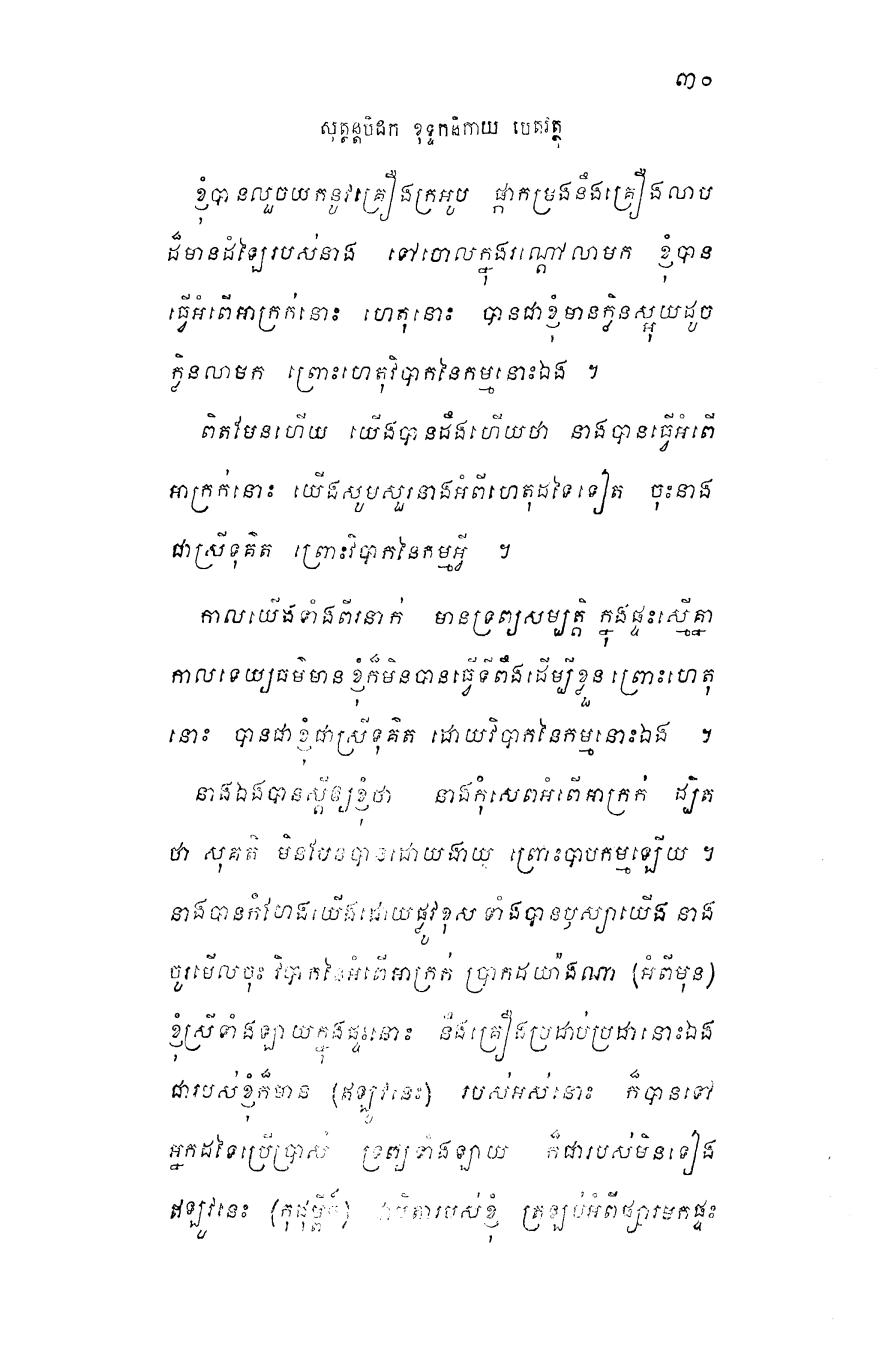 ៣០
សុត្តន្តបិដក ខុទ្ទកនិកាយ បេតវត្ថុ
ខ្ញុំបានលួចយកនូវគ្រឿងក្រអូប ផ្កាកម្រងនឹងគ្រឿងលាប
ដ៏មានដំឡៃរបស់នាង ទៅចោលក្នុងរណ្តៅលាមក ខ្ញុំបាន
ធ្វើអំពើអាក្រក់នោះ ហេតុនោះ បានជាខ្ញុំមានក្លិនស្អុយដូច
ក្លិនលាមក ព្រោះហេតុវិបាកនៃកម្មនោះឯង ។
ពិតមែនហើយ យើងបានដឹងហើយថា នាងបានធ្វើអំពើ
អាក្រក់នោះ យើងសូបសួរនាងអំពីហេតុដទៃទៀត ចុះនាង
ជាស្រីទុគ៌ត ព្រោះវិបាកនៃកម្មអ្វី ។
កាលយើងទាំងពីរនាក់ មានទ្រព្យសម្បត្តិ ក្នុងផ្ទះស្មើគ្នា
កាលទេយ្យធម៌មាន ខ្ញុំក៏មិនបានធ្វើទីពឹងដើម្បីខ្លួន ព្រោះហេតុ
នោះ បានជាខ្ញុំជាស្រីទុគ៌ត ដោយវិបាកនៃកម្មនោះឯង ។
នាងឯងបានស្តីឲ្យខ្ញុំថា នាងកុំសេពអំពើអាក្រក់ ដ្បិត
ថា សុគតិ មិនមែនបានដោយងាយ ព្រោះបាបកម្មឡើយ ។
នាងបានកំហែងយើងដោយផ្លូវខុស ទាំងបានឫស្យាយើង នាង
ចូរមើលចុះ វិបាកនៃអំពើអាក្រក់ ប្រាកដយ៉ាងណា (អំពីមុន)
ខ្ញុំស្រីទាំងឡាយក្នុងផ្ទះនោះ នឹងគ្រឿងប្រដាប់ប្រដានោះឯង
ជារបស់ខ្ញុំក៏មាន (ឥឡូវនេះ) របស់អស់នោះ ក៏បានទៅ
អ្នកដទៃប្រើប្រាស់ ទ្រព្យទាំងឡាយ ក៏ជារបស់មិនទៀង
ឥឡូវនេះ (កុដុម្ពីក៍) ជាបិតារបស់ខ្ញុំ ត្រឡប់អំពីផ្សារមកផ្ទះ